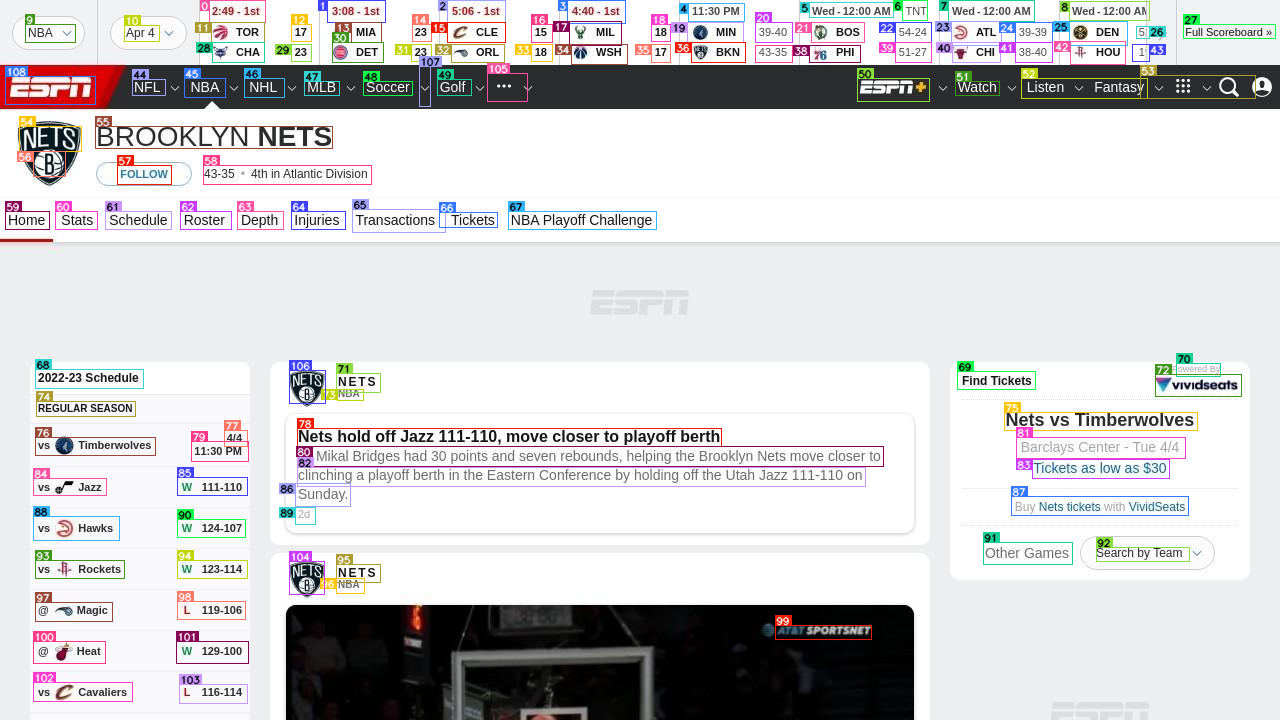 NBA
Apr 4
2:49 - 1st
TOR 17
CHA 23
3:08 - 1st
MIA 23
DET 23
5:06 - 1st
CLE 15
ORL 18
4:40 - 1st
MIL 18
WSH 17
11:30 PM
MIN 39-40
BKN 43-35
Wed - 12:00 AM TNT
BOS 54-24
PHI 51-27
Wed - 12:00 AM
ATL 39-39
CHI 38-40
Wed - 12:00 AM
DEN
HOU
Full Scoreboard »
ESPN NFL NBA NHL MLB Soccer Golf ••• ESPN+ Watch Listen Fantasy
NETS
B
BROOKLYN NETS
FOLLOW
43-35 • 4th in Atlantic Division
Home Stats Schedule Roster Depth Injuries Transactions Tickets NBA Playoff Challenge
ESPN
2022-23 Schedule
REGULAR SEASON
vs Timberwolves 4/4
11:30 PM
vs Jazz W 111-110
vs Hawks W 124-107
vs Rockets W 123-114
@ Magic L 119-106
@ Heat W 129-100
vs Cavaliers L 116-114
NETS
NBA
Nets hold off Jazz 111-110, move closer to playoff berth
Mikal Bridges had 30 points and seven rebounds, helping the Brooklyn Nets move closer to
clinching a playoff berth in the Eastern Conference by holding off the Utah Jazz 111-110 on
Sunday.
2d
NETS
NBA
AT&T SPORTSNET
Find Tickets
Powered By
vividseats
Nets vs Timberwolves
Barclays Center - Tue 4/4
Tickets as low as $30
Buy Nets tickets with VividSeats
Other Games
Search by Team
ESPN